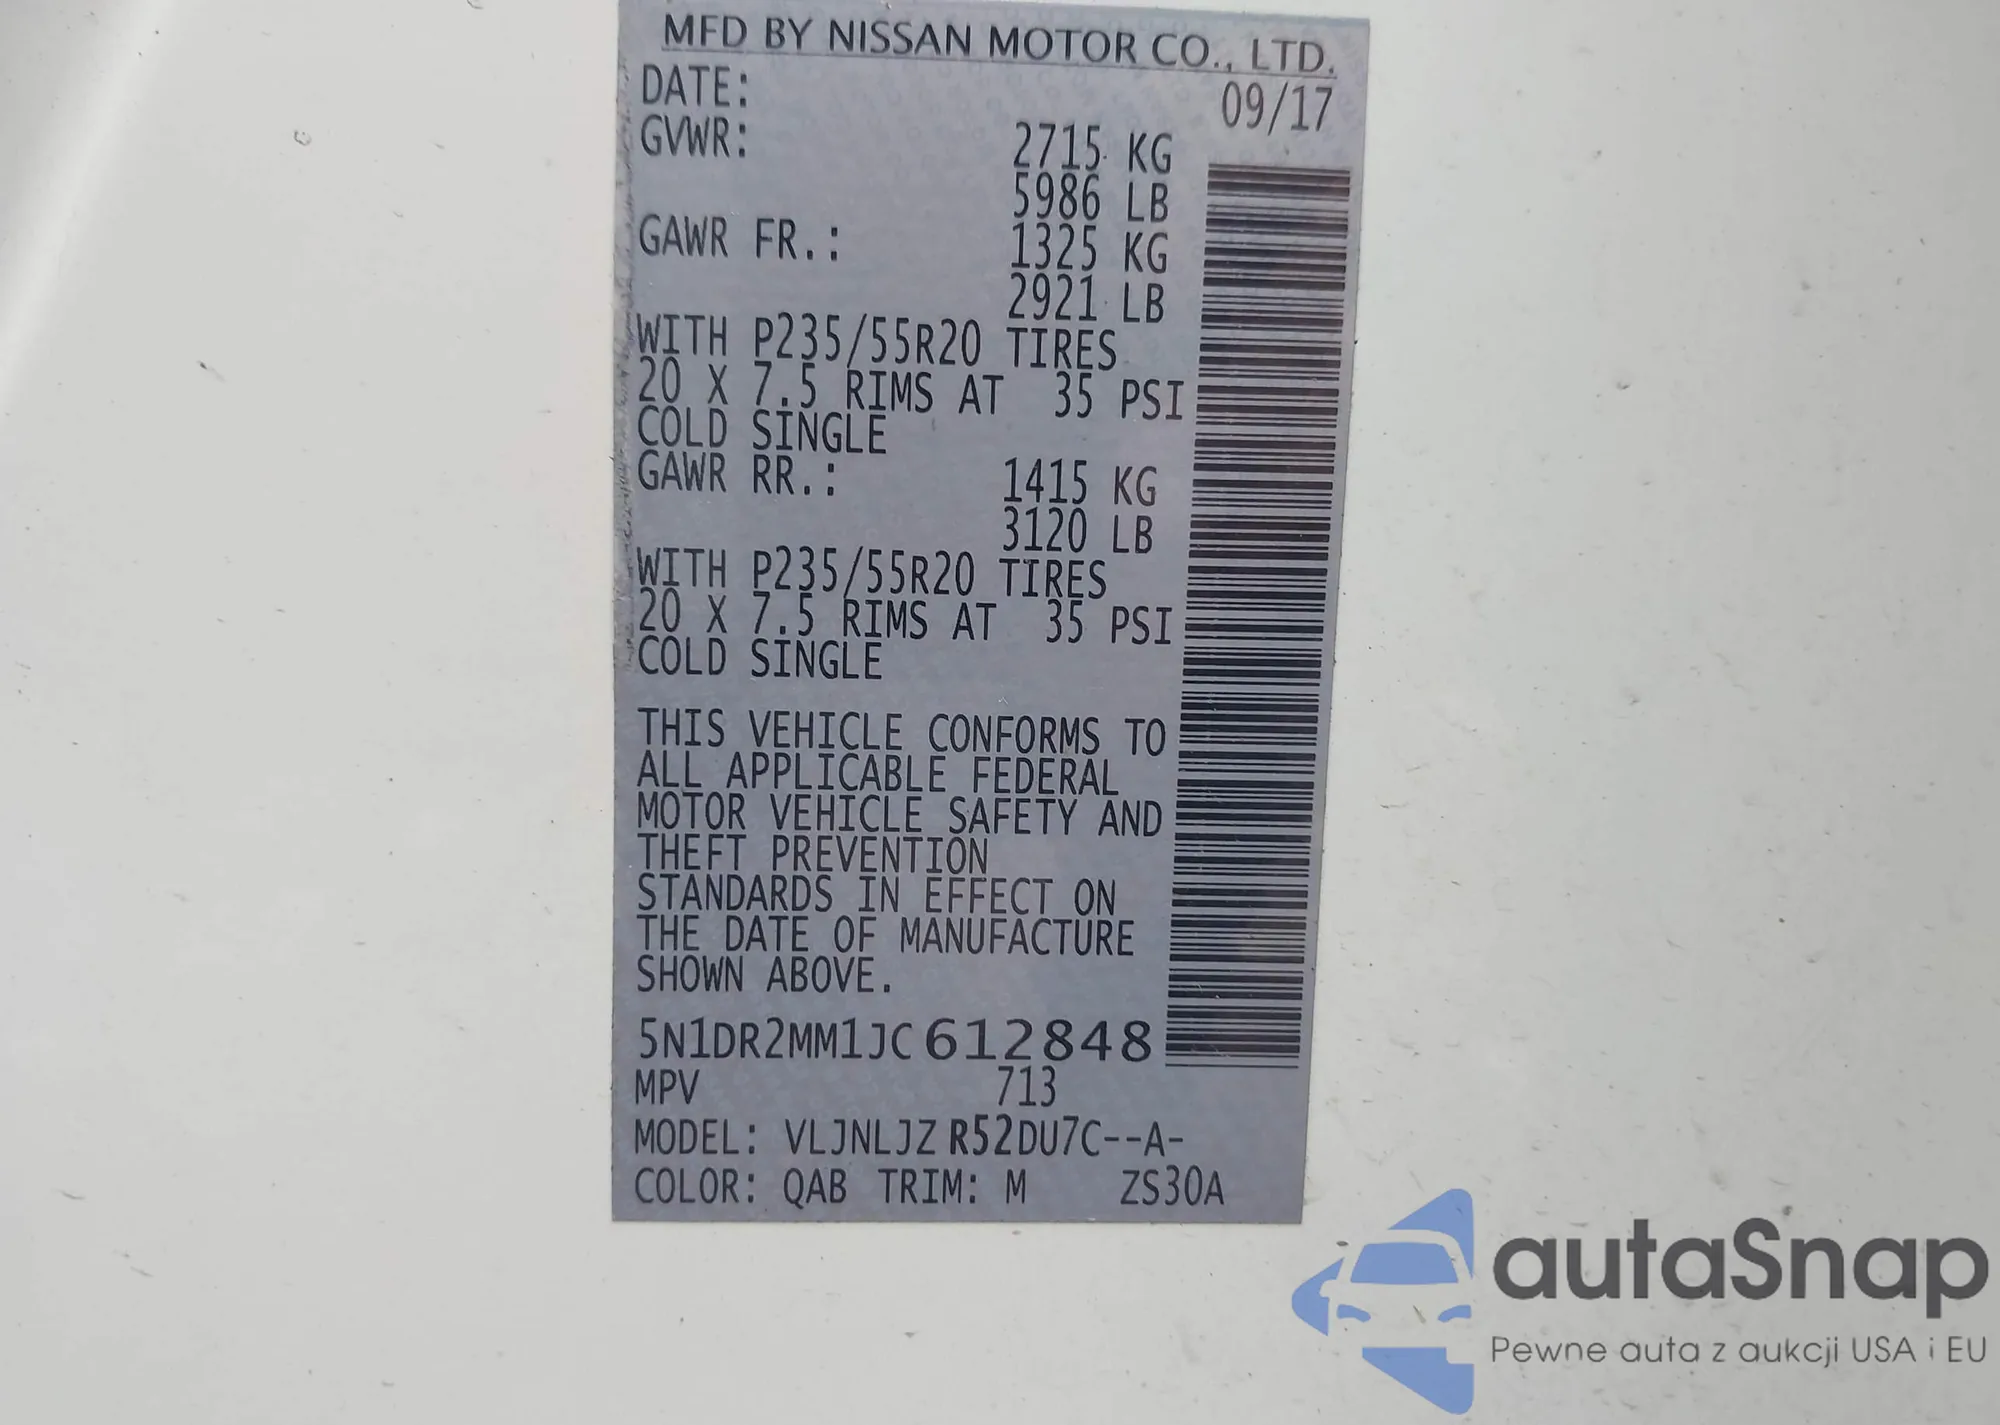 MFD BY NISSAN MOTOR CO., LTD.
DATE: 09/17
GVWR: 2715 KG
5986 LB
GAWR FR.: 1325 KG
2921 LB
WITH P235/55R20 TIRES
20 X 7.5 RIMS AT 35 PSI
COLD SINGLE
GAWR RR.: 1415 KG
3120 LB
WITH P235/55R20 TIRES
20 X 7.5 RIMS AT 35 PSI
COLD SINGLE
THIS VEHICLE CONFORMS TO
ALL APPLICABLE FEDERAL
MOTOR VEHICLE SAFETY AND
THEFT PREVENTION
STANDARDS IN EFFECT ON
THE DATE OF MANUFACTURE
SHOWN ABOVE.
5N1DR2MM1JC612848
MPV 713
MODEL: VLJNLJZ R52DU7C--A-
COLOR: QAB TRIM: M ZS30A
autaSnap
Pewne auta z aukcji USA i EU